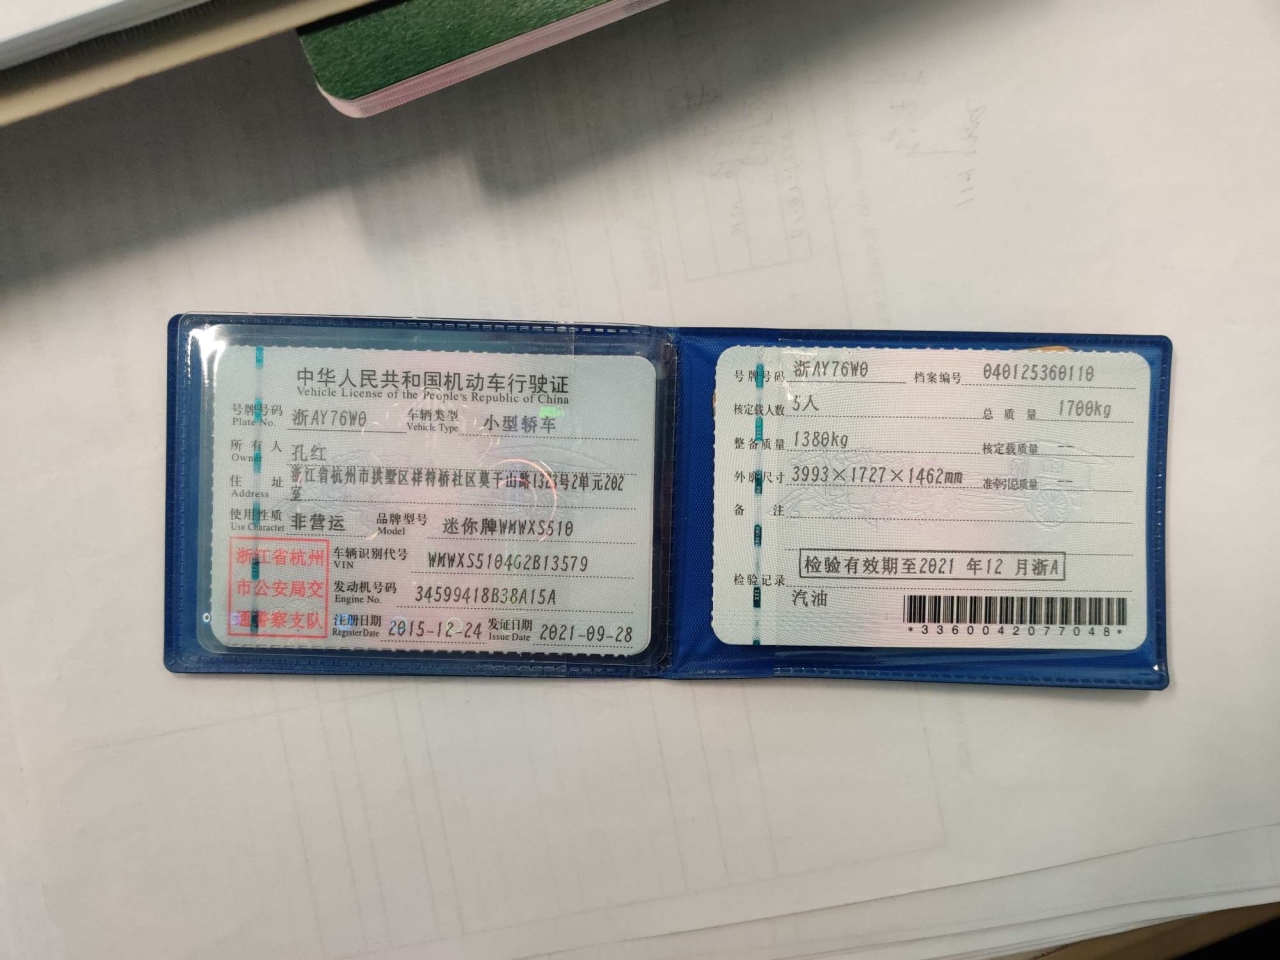 中华人民共和国机动车行驶证
Vehicle License of the People's Republic of China
号牌号码 浙AY76W0 车辆类型 小型轿车
Plate No. Vehicle Type
所有人 孔红
Owner
住址 浙江省杭州市拱墅区祥符桥社区莫干山路1323号2单元202
Address 室
使用性质 非营运 品牌型号 迷你牌WMWXS510
Use Character Model
浙江省杭州
市公安局交
通警察支队
车辆识别代号 WMWXS5104G2B13579
VIN
发动机号码 34599418B38A15A
Engine No.
注册日期 2015-12-24 发证日期 2021-09-28
Register Date Issue Date
号牌号码 浙AY76W0 档案编号 040125360110
核定载人数 5人 总质量 1700kg
整备质量 1380kg 核定载质量 --
外廓尺寸 3993×1727×1462mm 准牵引总质量 --
备注
检验记录 检验有效期至2021 年12 月浙A
汽油
*3360042077048*